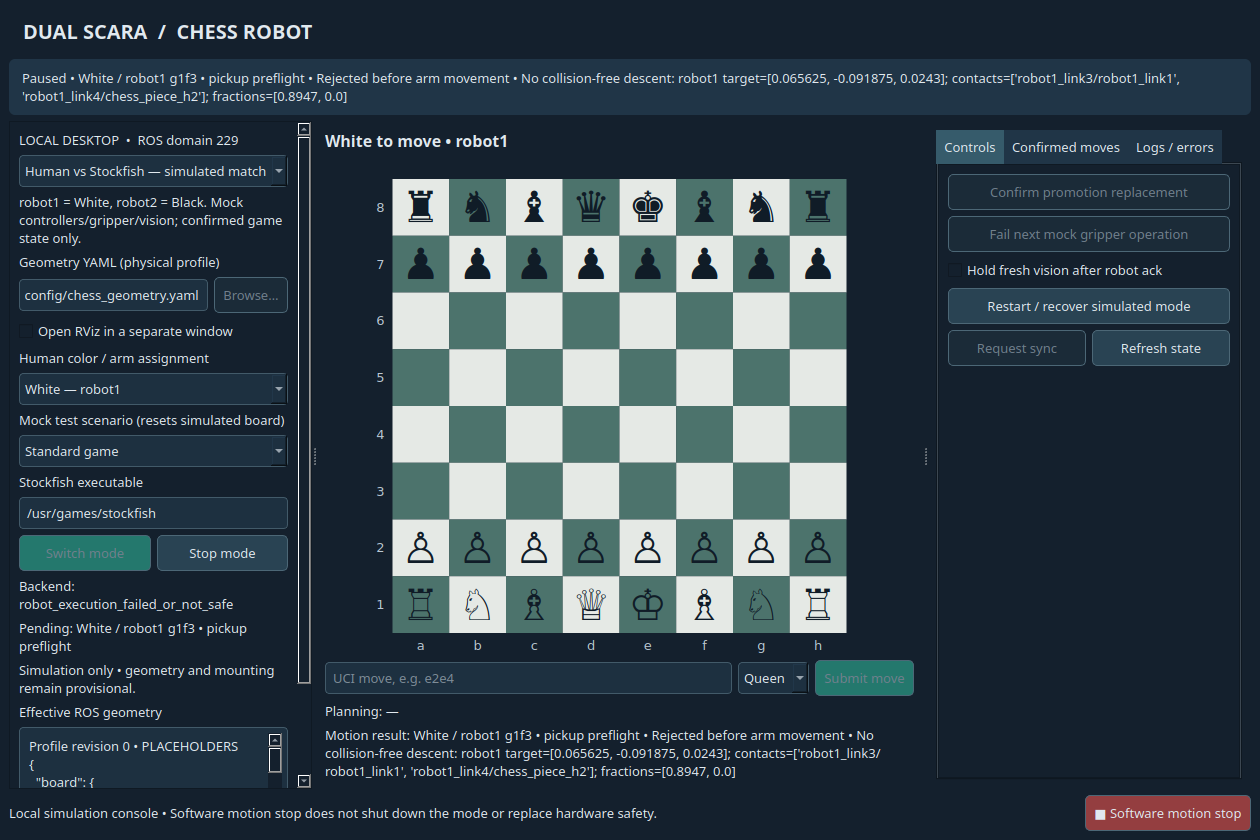 DUAL SCARA / CHESS ROBOT
Paused • White / robot1 g1f3 • pickup preflight • Rejected before arm movement • No collision-free descent: robot1 target=[0.065625, -0.091875, 0.0243]; contacts=['robot1_link3/robot1_link1',
'robot1_link4/chess_piece_h2']; fractions=[0.8947, 0.0]
LOCAL DESKTOP • ROS domain 229
Human vs Stockfish — simulated match
robot1 = White, robot2 = Black. Mock
controllers/gripper/vision; confirmed game
state only.
Geometry YAML (physical profile)
config/chess_geometry.yaml
Browse...
Open RViz in a separate window
Human color / arm assignment
White — robot1
Mock test scenario (resets simulated board)
Standard game
Stockfish executable
/usr/games/stockfish
Switch mode
Stop mode
Backend:
robot_execution_failed_or_not_safe
Pending: White / robot1 g1f3 • pickup
preflight
Simulation only • geometry and mounting
remain provisional.
Effective ROS geometry
Profile revision 0 • PLACEHOLDERS
{
"board": {
White to move • robot1
8
7
6
5
4
3
2
1
a b c d e f g h
UCI move, e.g. e2e4
Queen
Submit move
Planning: —
Motion result: White / robot1 g1f3 • pickup preflight • Rejected before arm movement • No
collision-free descent: robot1 target=[0.065625, -0.091875, 0.0243]; contacts=['robot1_link3/
robot1_link1', 'robot1_link4/chess_piece_h2']; fractions=[0.8947, 0.0]
Controls
Confirmed moves
Logs / errors
Confirm promotion replacement
Fail next mock gripper operation
Hold fresh vision after robot ack
Restart / recover simulated mode
Request sync
Refresh state
Local simulation console • Software motion stop does not shut down the mode or replace hardware safety.
Software motion stop